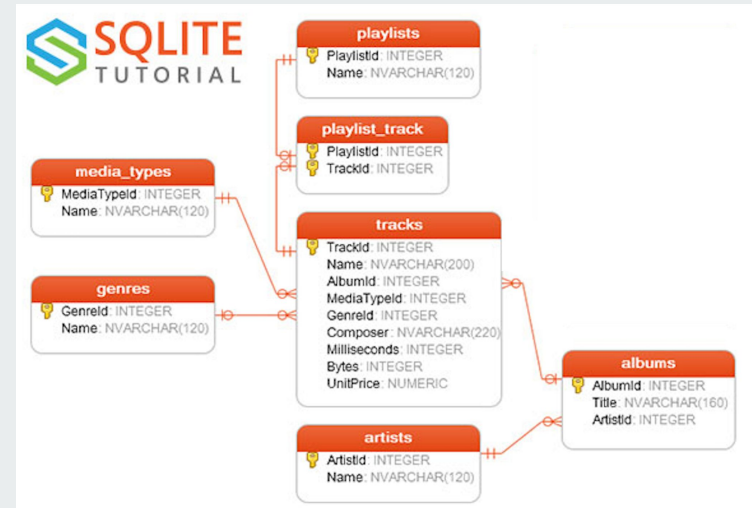 SQLITE
TUTORIAL
playlists
PlaylistId: INTEGER
Name: NVARCHAR(120)
playlist_track
PlaylistId: INTEGER
TrackId: INTEGER
media_types
MediaTypeId: INTEGER
Name: NVARCHAR(120)
tracks
TrackId: INTEGER
Name: NVARCHAR(200)
AlbumId: INTEGER
MediaTypeId: INTEGER
GenreId: INTEGER
Composer: NVARCHAR(220)
Milliseconds: INTEGER
Bytes: INTEGER
UnitPrice: NUMERIC
genres
GenreId: INTEGER
Name: NVARCHAR(120)
albums
AlbumId: INTEGER
Title: NVARCHAR(160)
ArtistId: INTEGER
artists
ArtistId: INTEGER
Name: NVARCHAR(120)